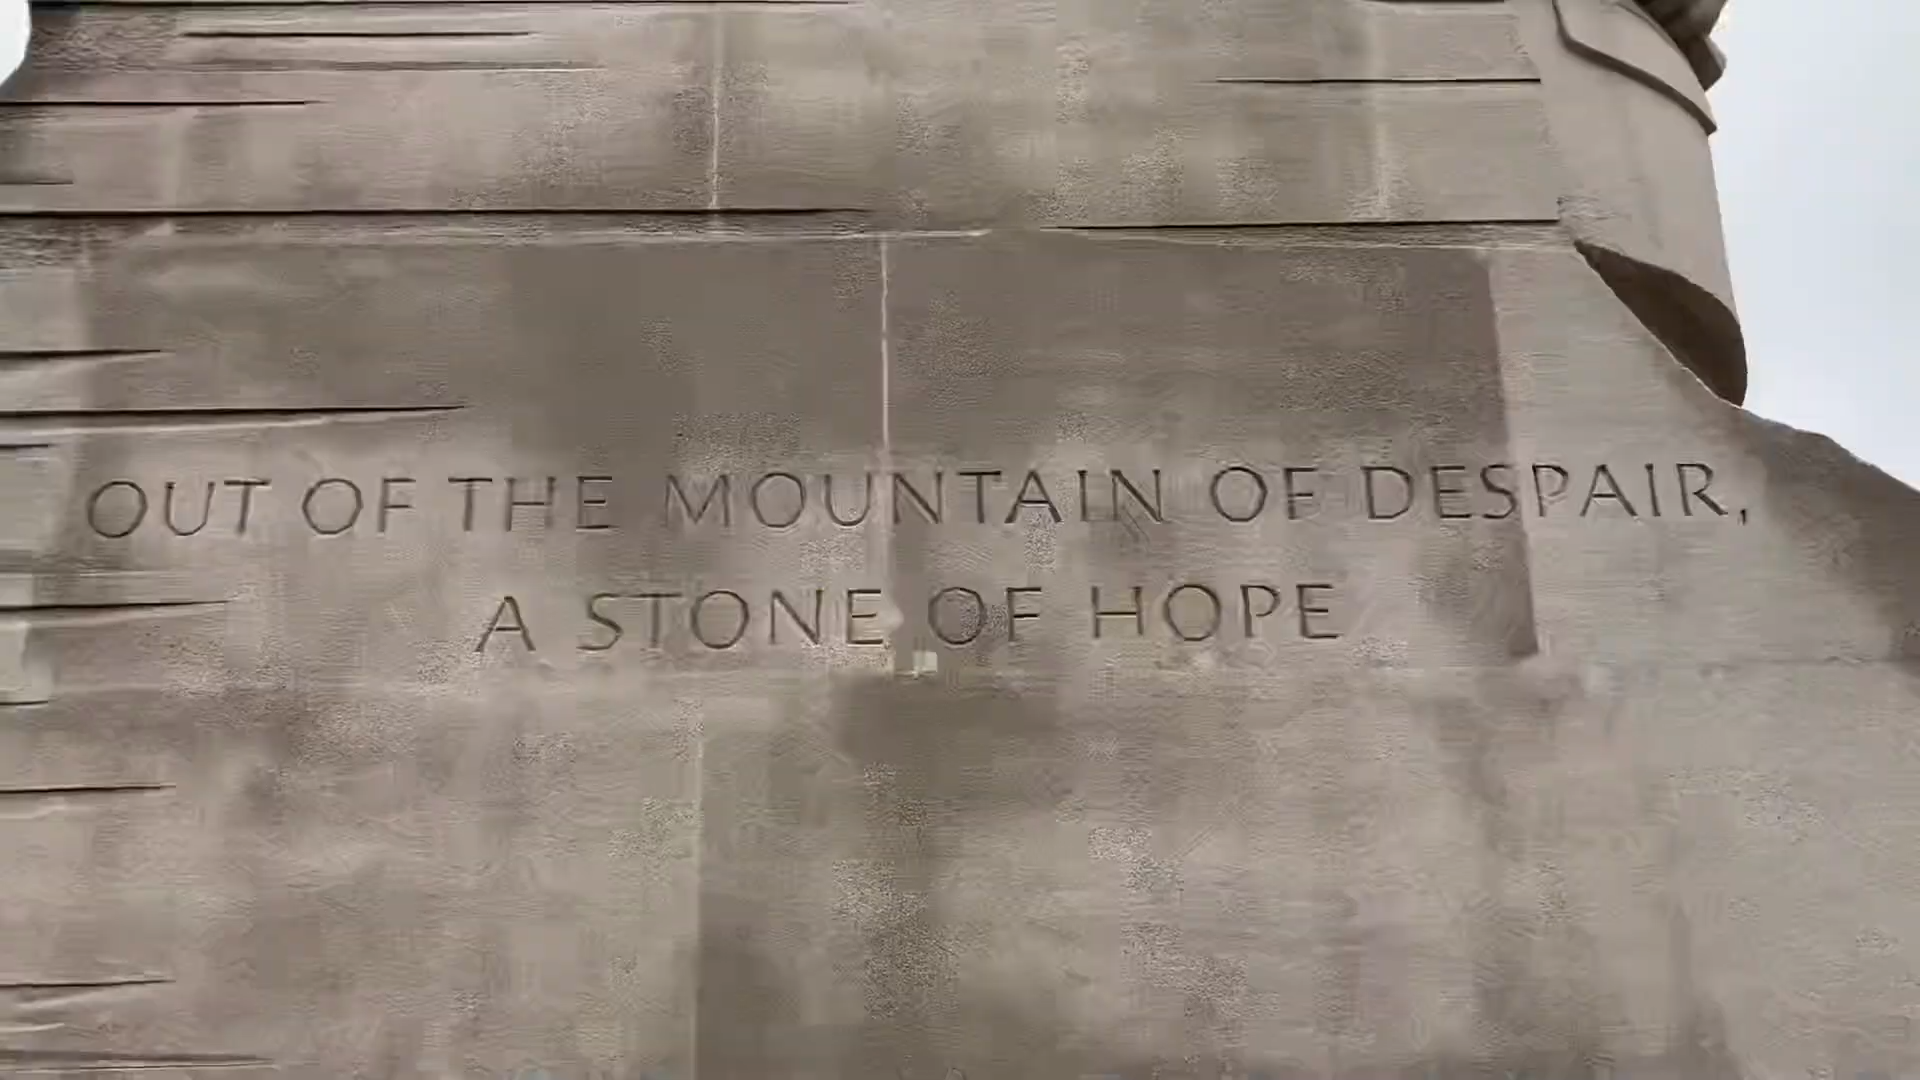 OUT OF THE MOUNTAIN OF DESPAIR,
A STONE OF HOPE